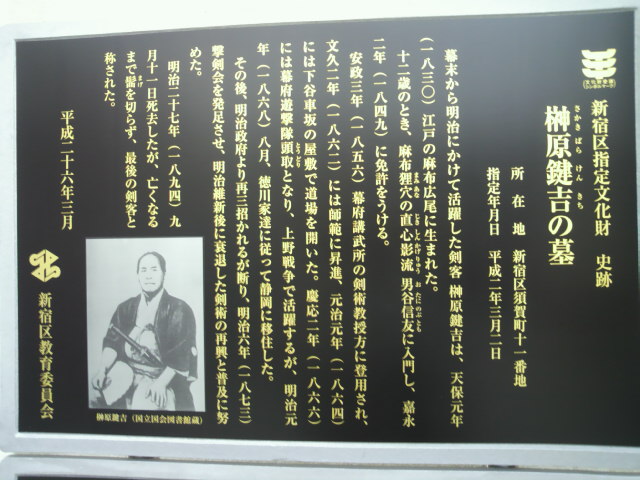 新宿区指定文化財 史跡
さかき ばら けん きち
榊原鍵吉の墓
所在地 新宿区須賀町十一番地
指定年月日 平成二年三月二日
幕末から明治にかけて活躍した剣客 榊原鍵吉は、天保元年
(一八三〇)江戸の麻布広尾に生まれた。
十二歳のとき、麻布狸穴の直心影流 男谷信友に入門し、嘉永
二年(一八四九)に免許をうける。
安政三年(一八五六)幕府講武所の剣術教授方に登用され、
文久二年(一八六二)には師範に昇進、元治元年(一八六四)
には下谷車坂の屋敷で道場を開いた。慶応二年(一八六六)
には幕府遊撃隊頭取となり、上野戦争で活躍するが、明治元
年(一八六八)八月、徳川家達に従って静岡に移住した。
その後、明治政府より再三招かれるが断り、明治六年(一八七三)
撃剣会を発足させ、明治維新後に衰退した剣術の再興と普及に努
めた。
明治二十七年(一八九四)九
月十一日死去したが、亡くなる
まで髷を切らず、最後の剣客と
称された。
平成二十六年三月
新宿区教育委員会
榊原鍵吉(国立国会図書館蔵)